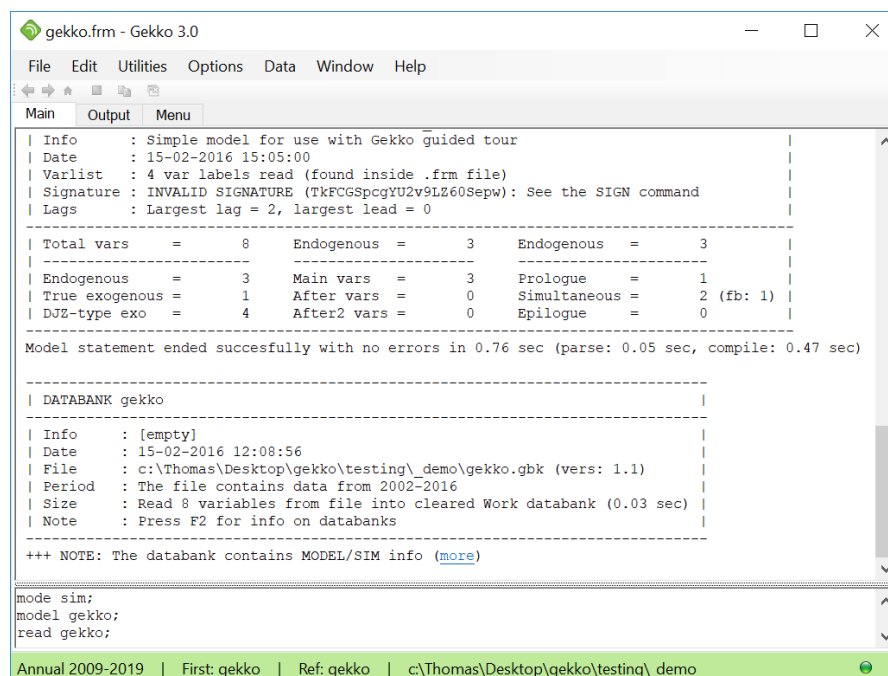 gekko.frm - Gekko 3.0
File Edit Utilities Options Data Window Help
Main Output Menu
| Info : Simple model for use with Gekko guided tour |
| Date : 15-02-2016 15:05:00 |
| Varlist : 4 var labels read (found inside .frm file) |
| Signature : INVALID SIGNATURE (TkFCGSpcgYU2v9LZ60Sepw): See the SIGN command |
| Lags : Largest lag = 2, largest lead = 0 |
| Total vars = 8 Endogenous = 3 Endogenous = 3 |
| Endogenous = 3 Main vars = 3 Prologue = 1 |
| True exogenous = 1 After vars = 0 Simultaneous = 2 (fb: 1) |
| DJZ-type exo = 4 After2 vars = 0 Epilogue = 0 |
Model statement ended succesfully with no errors in 0.76 sec (parse: 0.05 sec, compile: 0.47 sec)
| DATABANK gekko |
| Info : [empty] |
| Date : 15-02-2016 12:08:56 |
| File : c:\Thomas\Desktop\gekko\testing\_demo\gekko.gbk (vers: 1.1) |
| Period : The file contains data from 2002-2016 |
| Size : Read 8 variables from file into cleared Work databank (0.03 sec) |
| Note : Press F2 for info on databanks |
+++ NOTE: The databank contains MODEL/SIM info (more)
mode sim;
model gekko;
read gekko;
Annual 2009-2019 | First: gekko | Ref: gekko | c:\Thomas\Desktop\gekko\testing\_demo